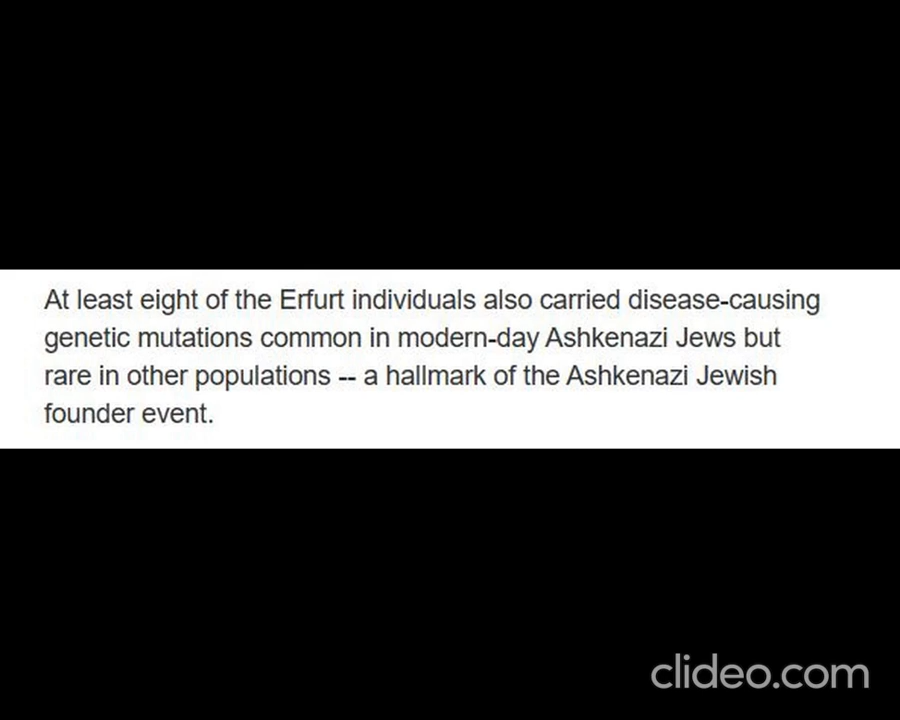 At least eight of the Erfurt individuals also carried disease-causing
genetic mutations common in modern-day Ashkenazi Jews but
rare in other populations -- a hallmark of the Ashkenazi Jewish
founder event.
clideo.com